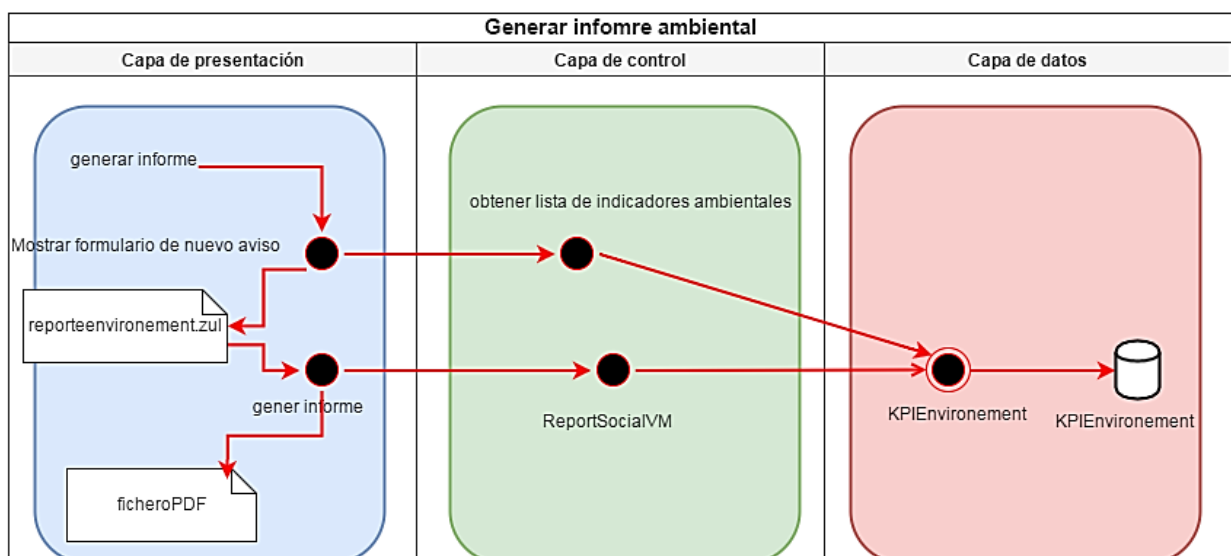 Generar infomre ambiental
Capa de presentación
Capa de control
Capa de datos
generar informe
obtener lista de indicadores ambientales
Mostrar formulario de nuevo aviso
reporteenvironement.zul
gener informe
ReportSocialVM
KPIEnvironement
KPIEnvironement
ficheroPDF